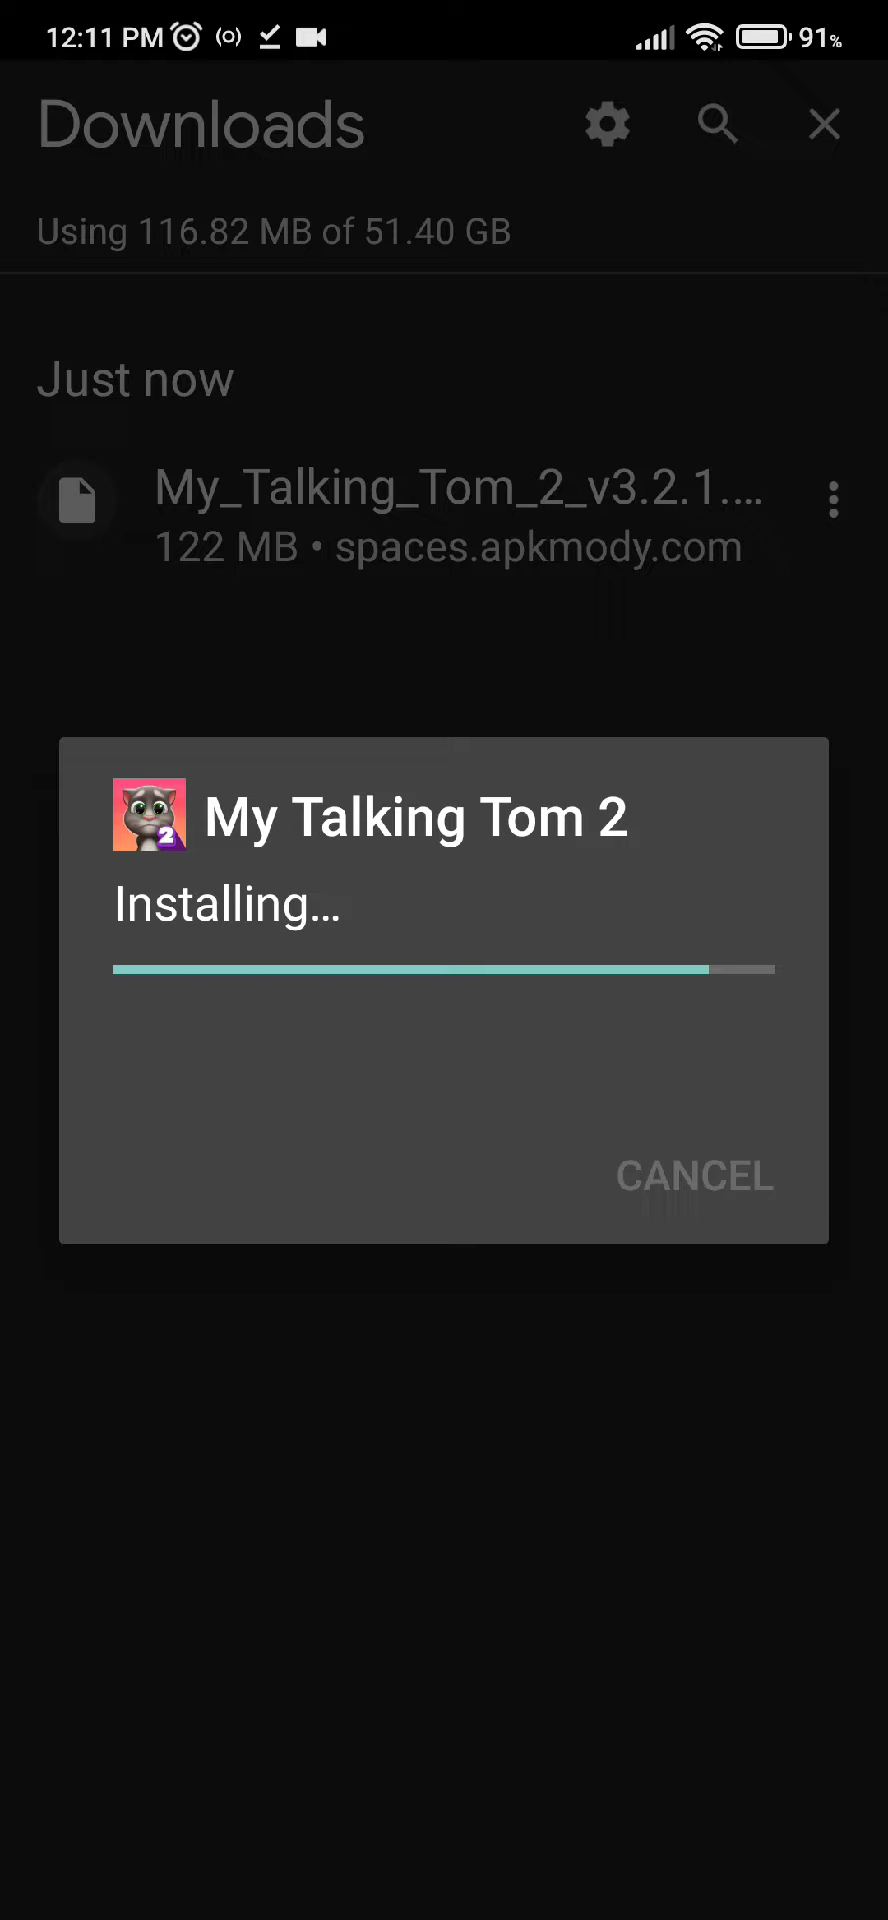 12:11 PM 91%
Downloads
Using 116.82 MB of 51.40 GB
Just now
My_Talking_Tom_2_v3.2.1....
122 MB • spaces.apkmody.com
2
My Talking Tom 2
Installing...
CANCEL